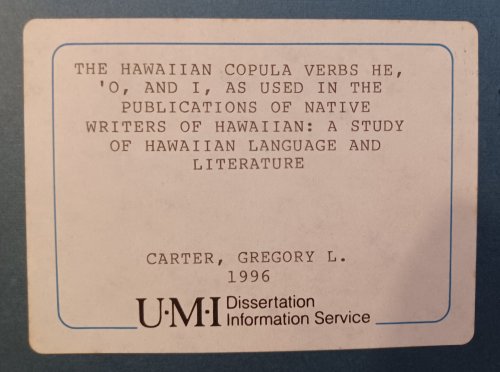 THE HAWAIIAN COPULA VERBS HE,
'O, AND I, AS USED IN THE
PUBLICATIONS OF NATIVE
WRITERS OF HAWAIIAN: A STUDY
OF HAWAIIAN LANGUAGE AND
LITERATURE
CARTER, GREGORY L.
1996
U·M·I Dissertation
Information Service